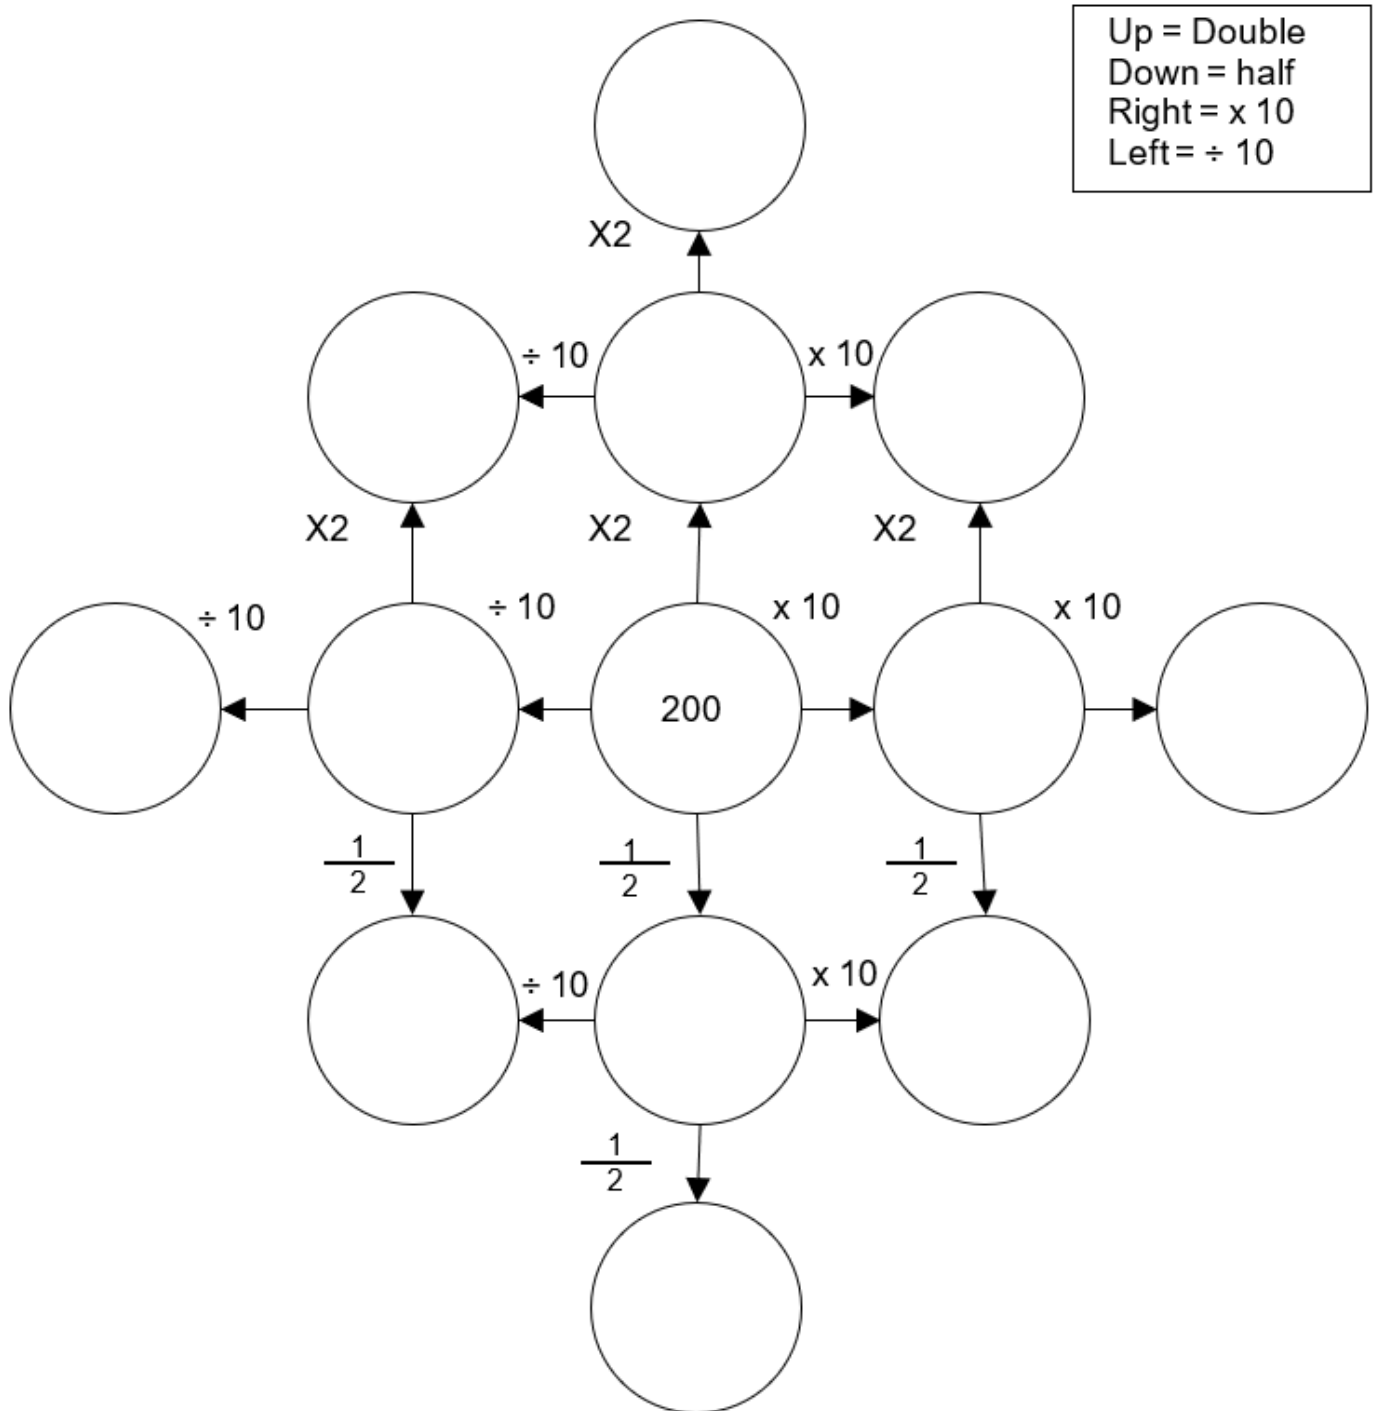 Up = Double
Down = half
Right = x 10
Left = ÷ 10
X2
÷ 10
x 10
X2
X2
X2
÷ 10
÷ 10
x 10
x 10
200
1
2
1
2
1
2
÷ 10
x 10
1
2